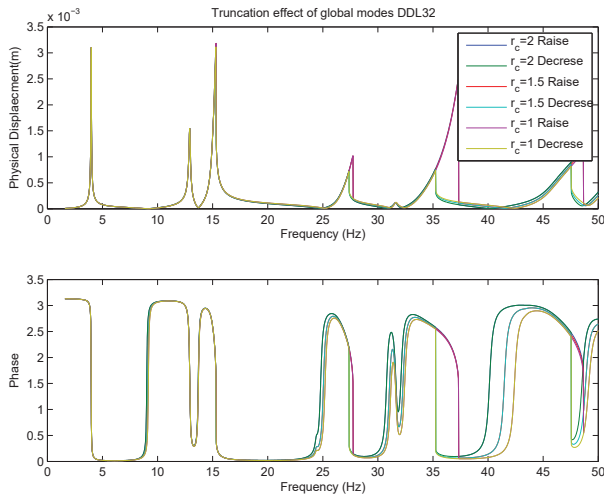 Truncation effect of global modes DDL32
x 10⁻³
3.5
3
2.5
2
1.5
1
0.5
0
Physical Displaecrment(m)
r_c=2 Raise
r_c=2 Decrese
r_c=1.5 Raise
r_c=1.5 Decrese
r_c=1 Raise
r_c=1 Decrese
0 5 10 15 20 25 30 35 40 45 50
Frequency (Hz)
3.5
3
2.5
2
1.5
1
0.5
0
Phase
0 5 10 15 20 25 30 35 40 45 50
Frequency (Hz)